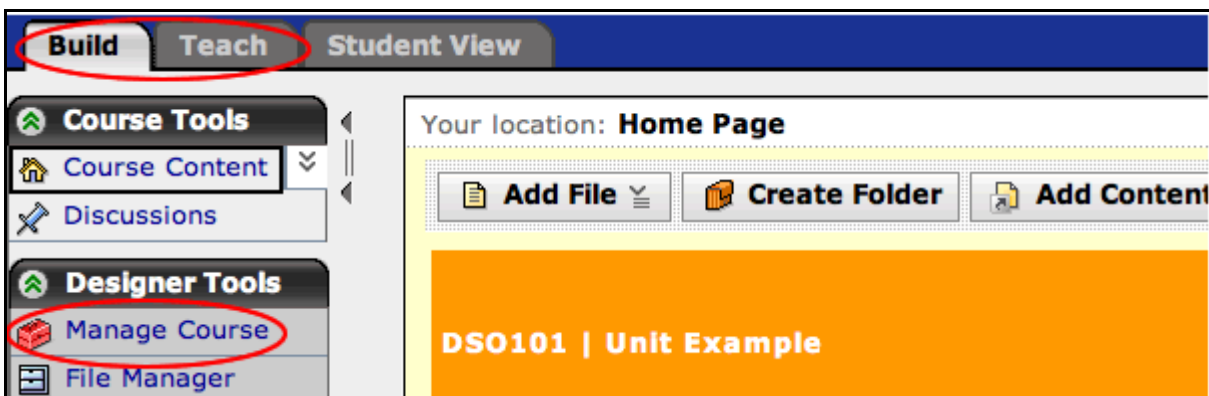 Build Teach Student View
Course Tools
Course Content
Discussions
Designer Tools
Manage Course
File Manager
Your location: Home Page
Add File Create Folder Add Content
DSO101 | Unit Example